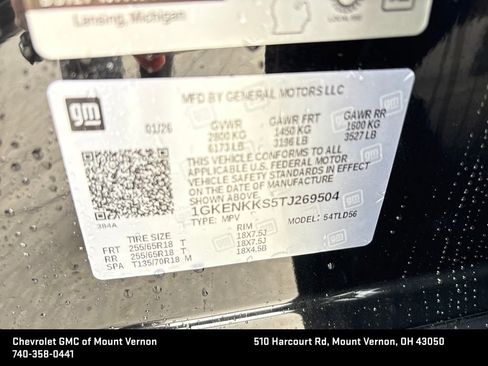 Lansing, Michigan
gm
MFD BY GENERAL MOTORS LLC
01/26
GVWR GAWR FRT GAWR RR
2800 KG 1450 KG 1600 KG
6173 LB 3196 LB 3527 LB
THIS VEHICLE CONFORMS TO ALL
APPLICABLE U.S. FEDERAL MOTOR
VEHICLE SAFETY STANDARDS IN EFFECT
ON THE DATE OF MANUFACTURE
SHOWN ABOVE.
1GKENKKS5TJ269504
TYPE: MPV MODEL: 54TLD56
384A
TIRE SIZE RIM
FRT 255/65R18 T 18X7.5J
RR 255/65R18 T 18X7.5J
SPA T135/70R18 M 18X4.5B
Chevrolet GMC of Mount Vernon 510 Harcourt Rd, Mount Vernon, OH 43050
740-358-0441